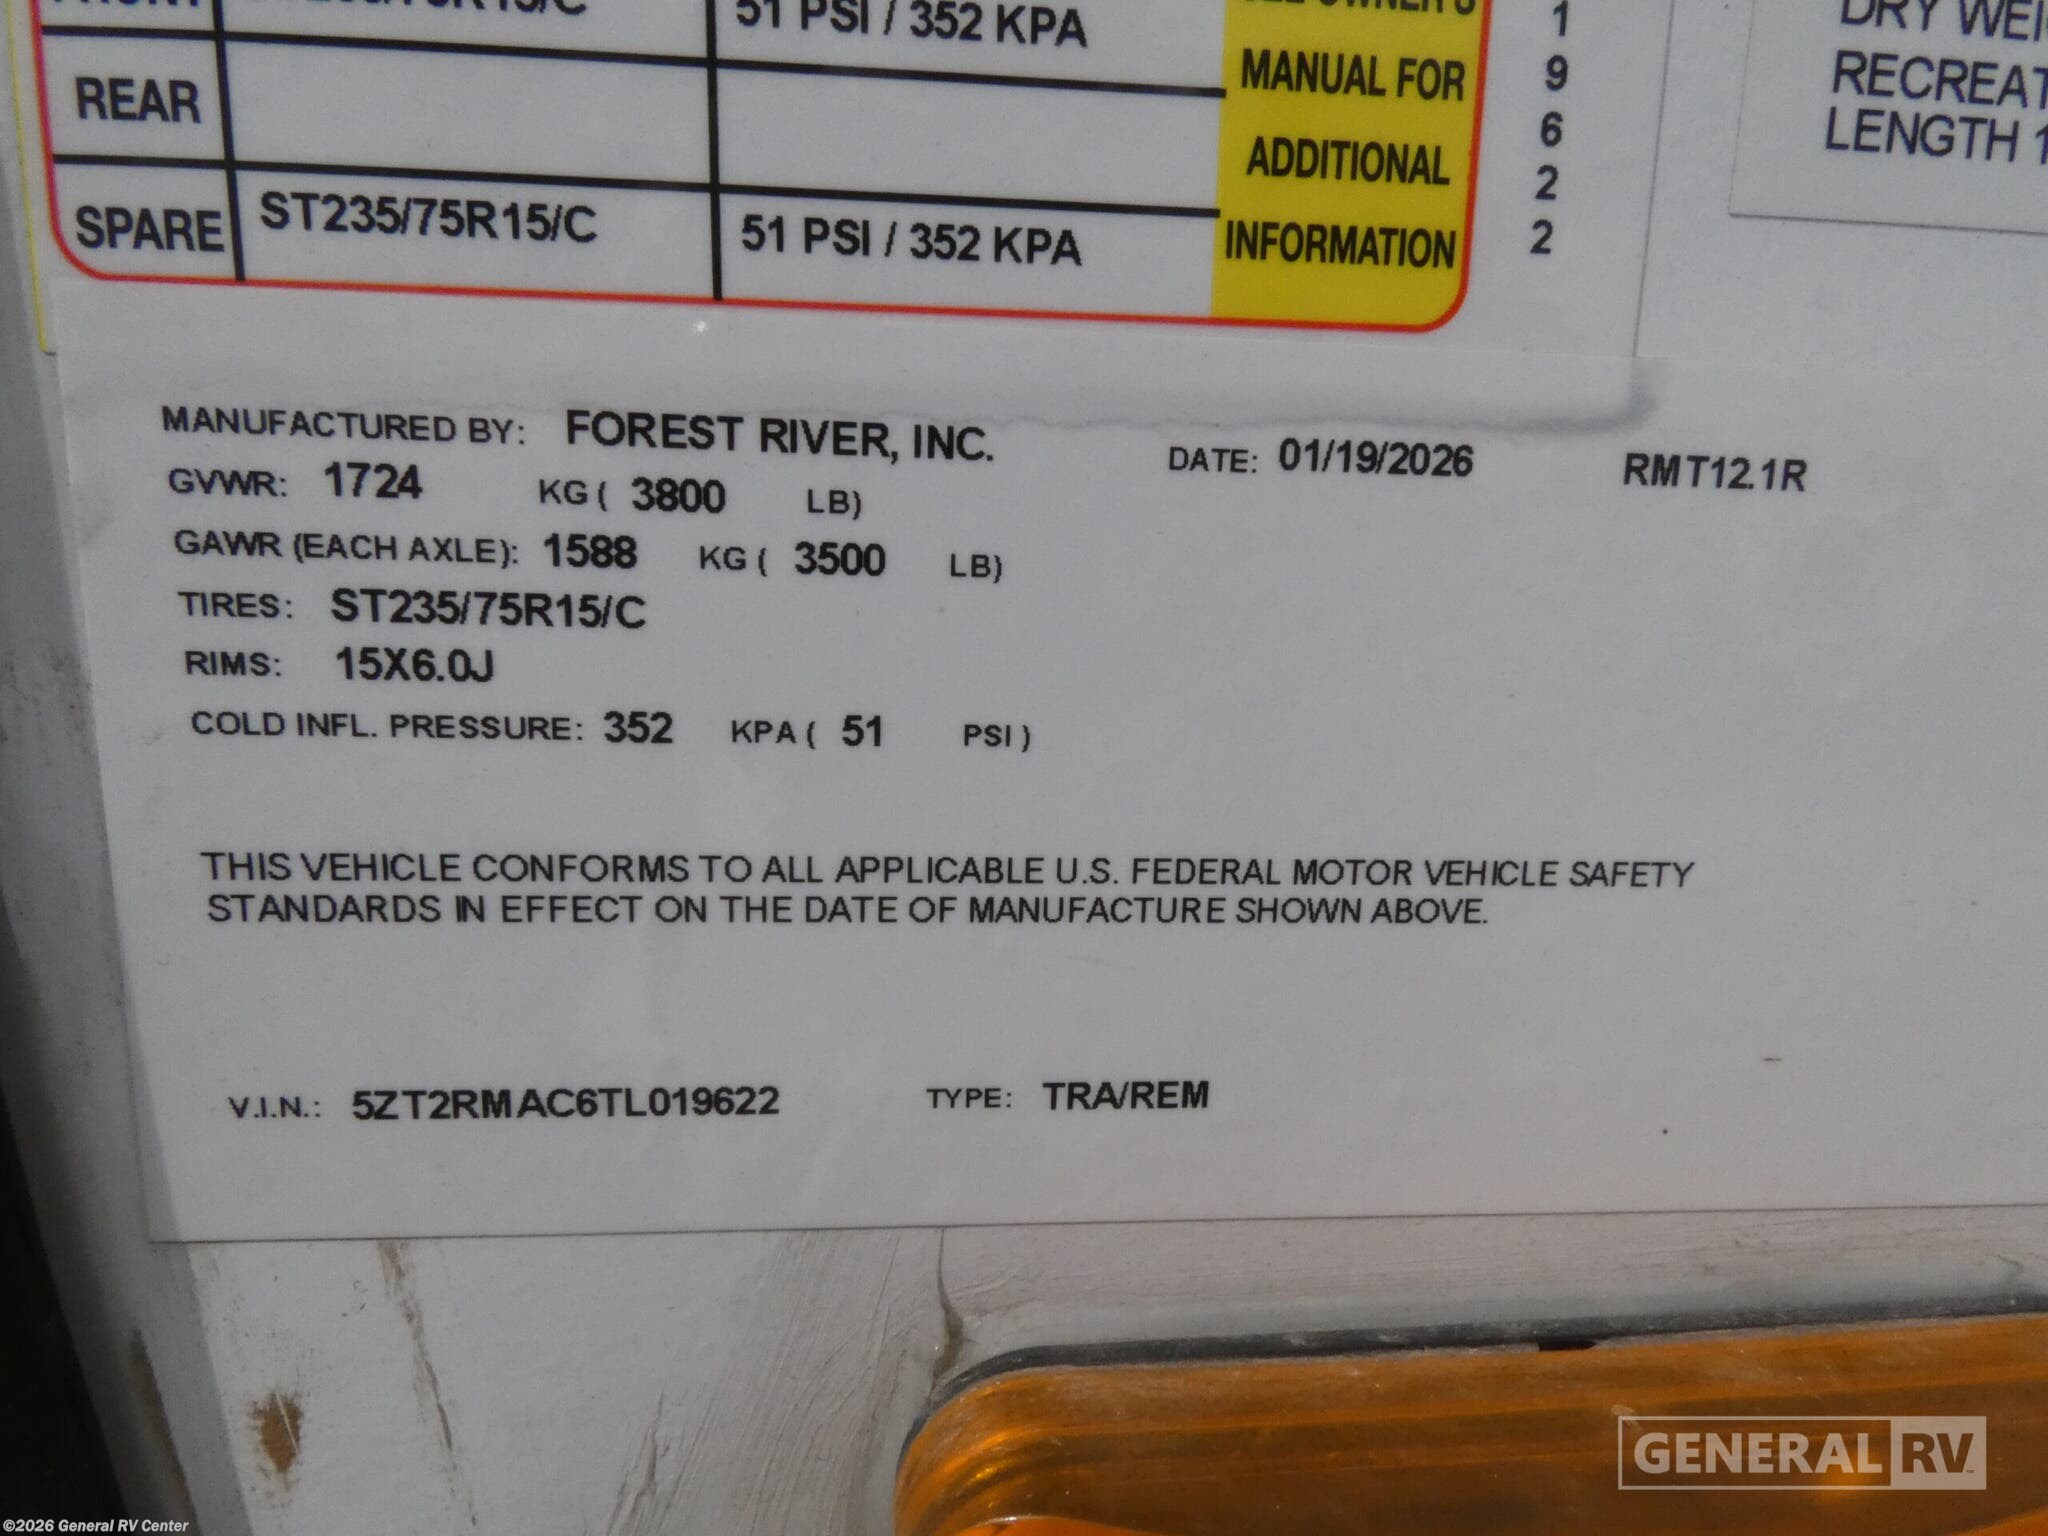 51 PSI / 352 KPA
REAR
MANUAL FOR
ADDITIONAL
INFORMATION
SPARE ST235/75R15/C 51 PSI / 352 KPA
1
9
6
2
2
DRY
RECREAT
LENGTH 1
MANUFACTURED BY: FOREST RIVER, INC. DATE: 01/19/2026 RMT12.1R
GVWR: 1724 KG ( 3800 LB)
GAWR (EACH AXLE): 1588 KG ( 3500 LB)
TIRES: ST235/75R15/C
RIMS: 15X6.0J
COLD INFL. PRESSURE: 352 KPA ( 51 PSI )
THIS VEHICLE CONFORMS TO ALL APPLICABLE U.S. FEDERAL MOTOR VEHICLE SAFETY
STANDARDS IN EFFECT ON THE DATE OF MANUFACTURE SHOWN ABOVE.
V.I.N.: 5ZT2RMAC6TL019622 TYPE: TRA/REM
GENERAL RV
©2026 General RV Center